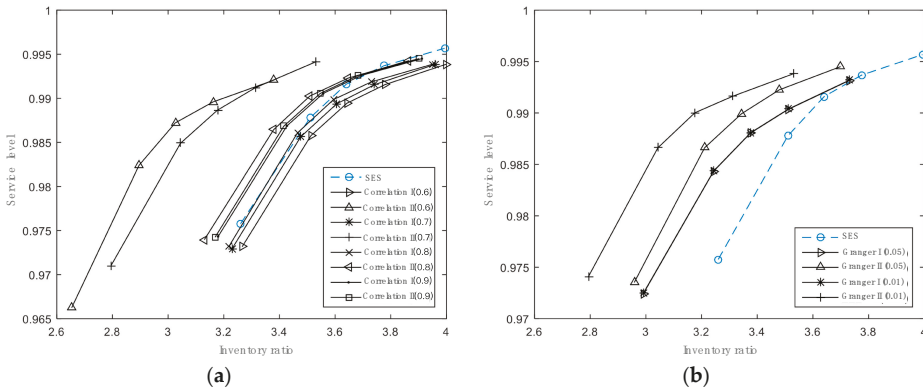 0.995
0.99
0.985
0.98
0.975
0.97
0.965
Service level
2.6 2.8 3 3.2 3.4 3.6 3.8 4
Inventory ratio
SES
Correlation I(0.6)
Correlation II(0.6)
Correlation I(0.7)
Correlation II(0.7)
Correlation I(0.8)
Correlation II(0.8)
Correlation I(0.9)
Correlation II(0.9)
(a)
0.995
0.99
0.985
0.98
0.975
0.97
Service level
2.6 2.8 3 3.2 3.4 3.6 3.8 4
Inventory ratio
SES
Granger I(0.05)
Granger II(0.05)
Granger I(0.01)
Granger II(0.01)
(b)